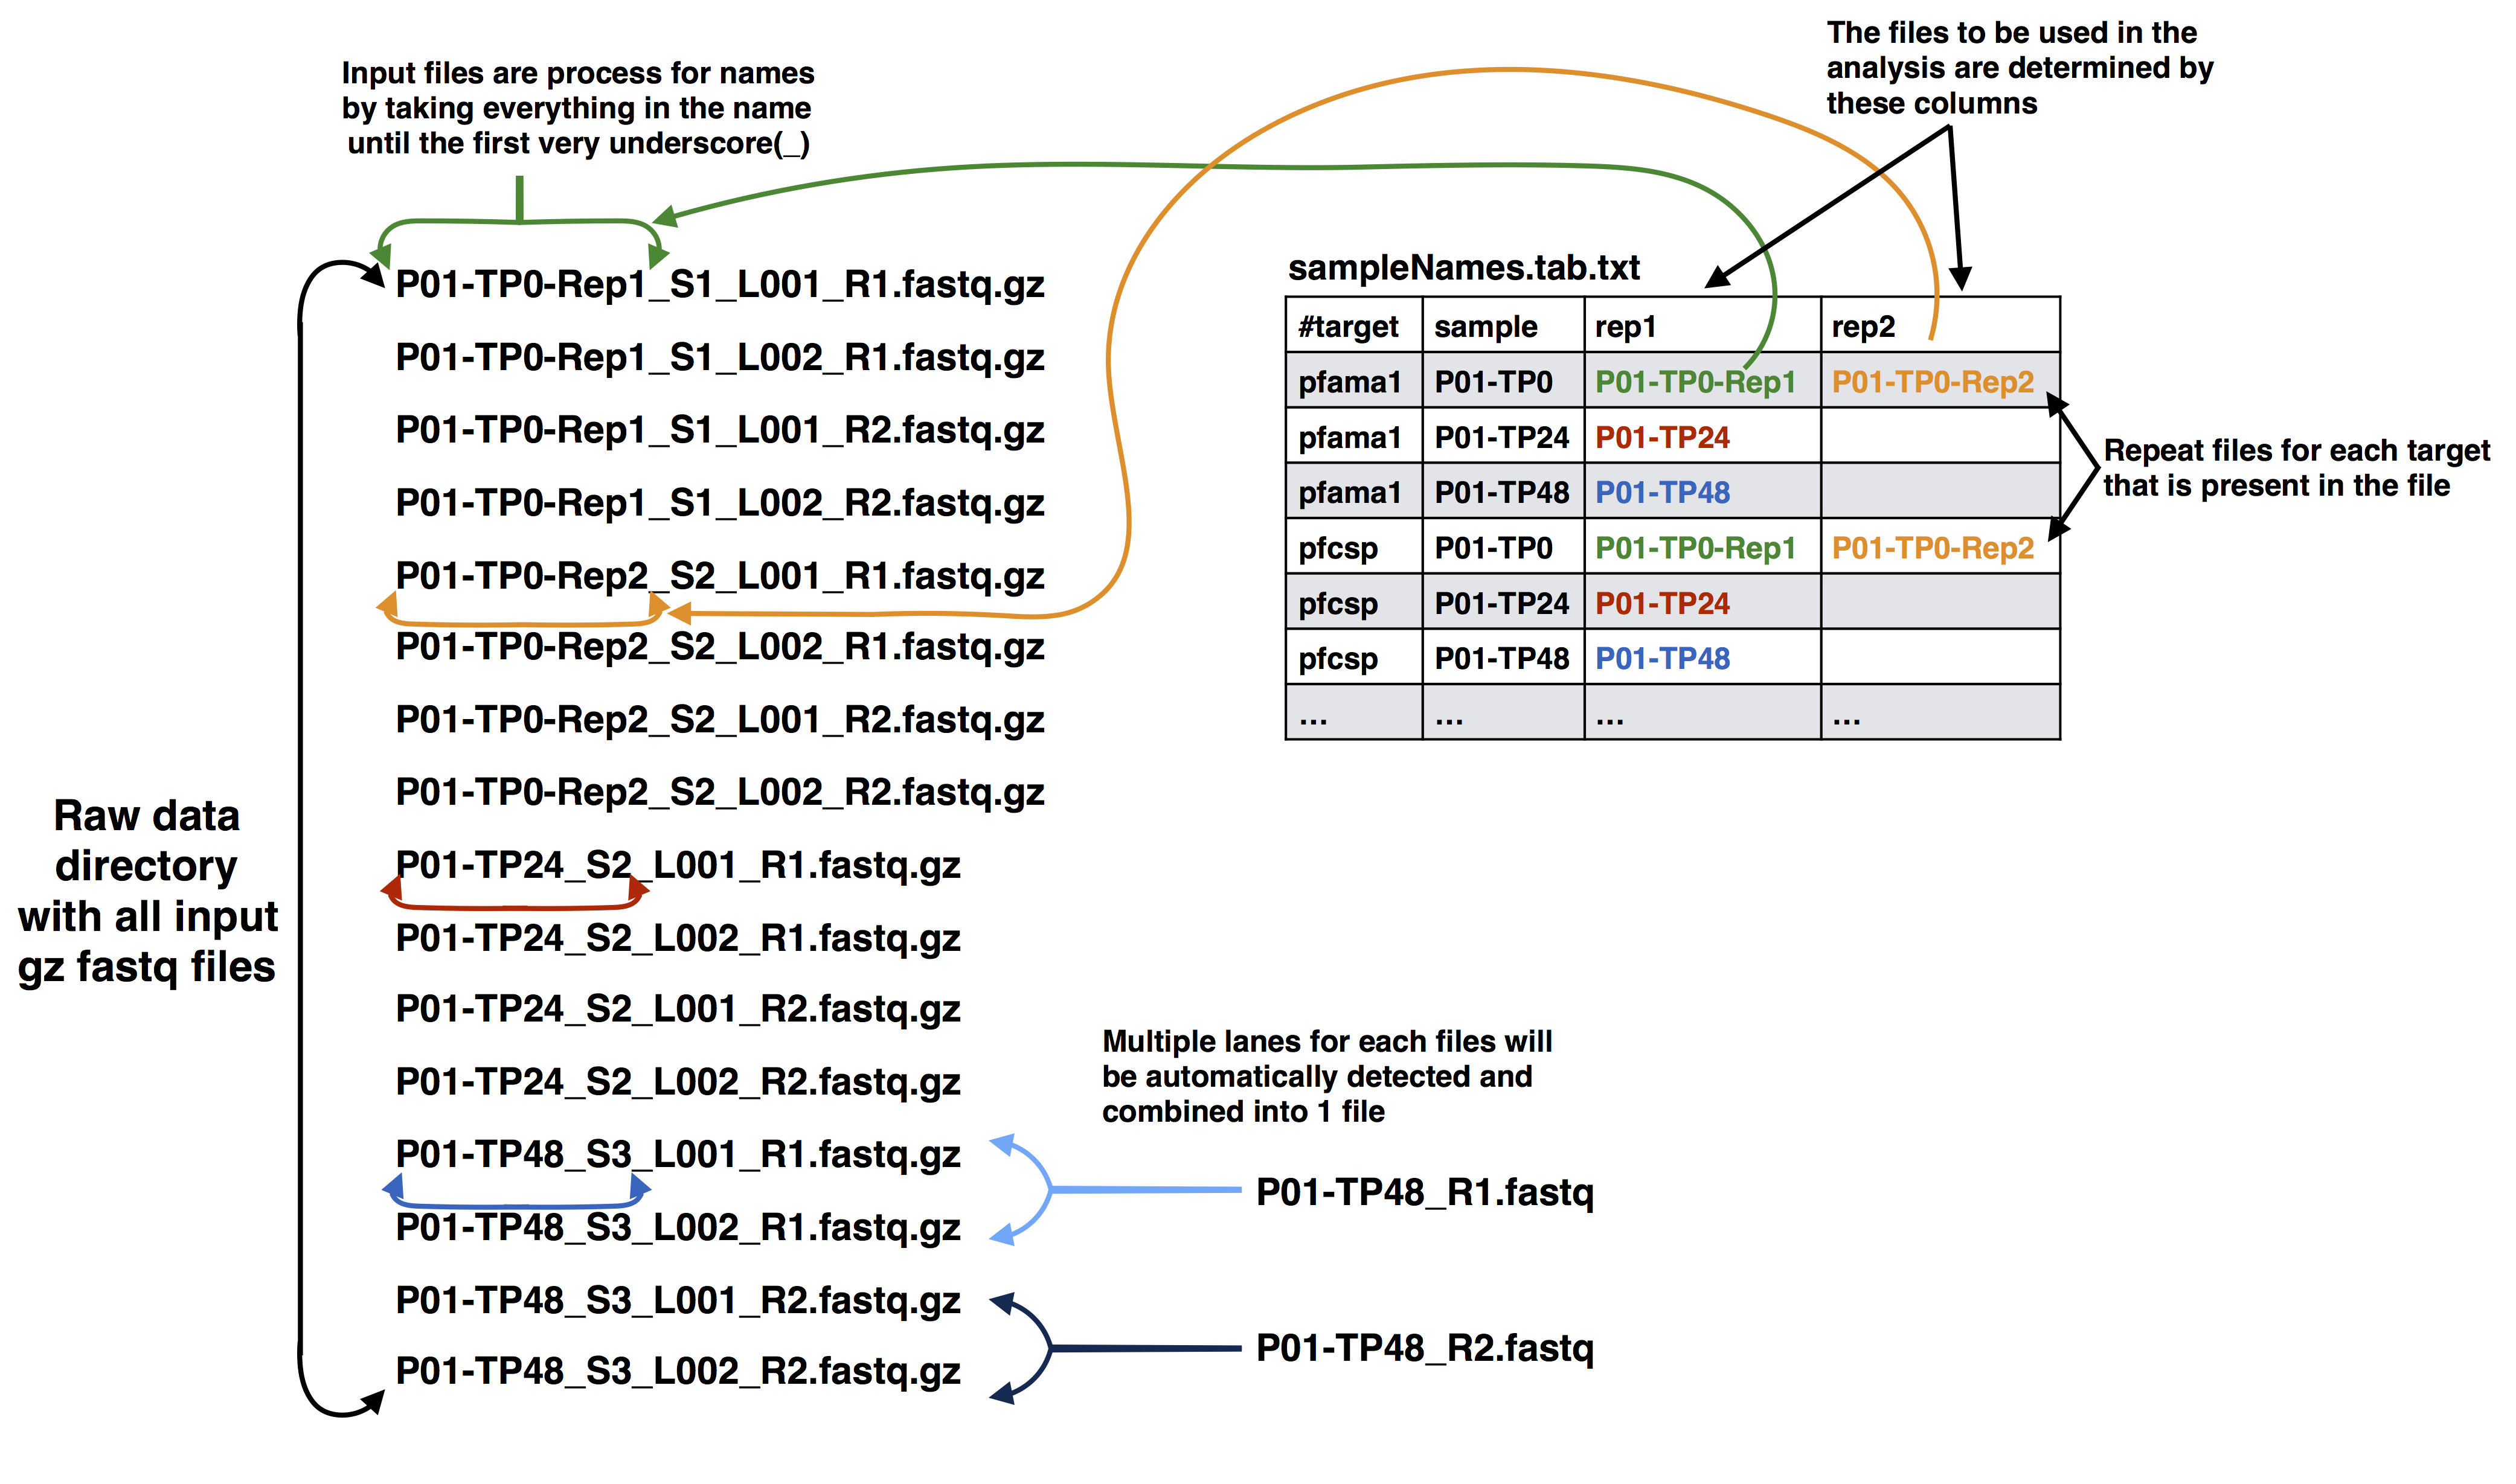 Input files are process for names
by taking everything in the name
until the first very underscore(_)
The files to be used in the
analysis are determined by
these columns
P01-TP0-Rep1_S1_L001_R1.fastq.gz
P01-TP0-Rep1_S1_L002_R1.fastq.gz
P01-TP0-Rep1_S1_L001_R2.fastq.gz
P01-TP0-Rep1_S1_L002_R2.fastq.gz
P01-TP0-Rep2_S2_L001_R1.fastq.gz
P01-TP0-Rep2_S2_L002_R1.fastq.gz
P01-TP0-Rep2_S2_L001_R2.fastq.gz
P01-TP0-Rep2_S2_L002_R2.fastq.gz
P01-TP24_S2_L001_R1.fastq.gz
P01-TP24_S2_L002_R1.fastq.gz
P01-TP24_S2_L001_R2.fastq.gz
P01-TP24_S2_L002_R2.fastq.gz
P01-TP48_S3_L001_R1.fastq.gz
P01-TP48_S3_L002_R1.fastq.gz
P01-TP48_S3_L001_R2.fastq.gz
P01-TP48_S3_L002_R2.fastq.gz
Raw data
directory
with all input
gz fastq files
sampleNames.tab.txt
#target sample rep1 rep2
pfama1 P01-TP0 P01-TP0-Rep1 P01-TP0-Rep2
pfama1 P01-TP24 P01-TP24
pfama1 P01-TP48 P01-TP48
pfcsp P01-TP0 P01-TP0-Rep1 P01-TP0-Rep2
pfcsp P01-TP24 P01-TP24
pfcsp P01-TP48 P01-TP48
... ... ... ...
Repeat files for each target
that is present in the file
Multiple lanes for each files will
be automatically detected and
combined into 1 file
P01-TP48_R1.fastq
P01-TP48_R2.fastq